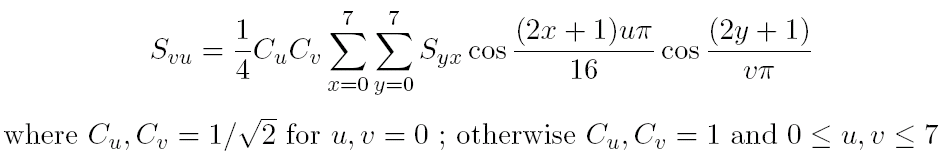 S_{vu} = \frac{1}{4} C_u C_v \sum_{x=0}^{7} \sum_{y=0}^{7} S_{yx} \cos \frac{(2x+1)u\pi}{16} \cos \frac{(2y+1)}{v\pi}
where C_u, C_v = 1/\sqrt{2} for u, v = 0 ; otherwise C_u, C_v = 1 and 0 ≤ u, v ≤ 7